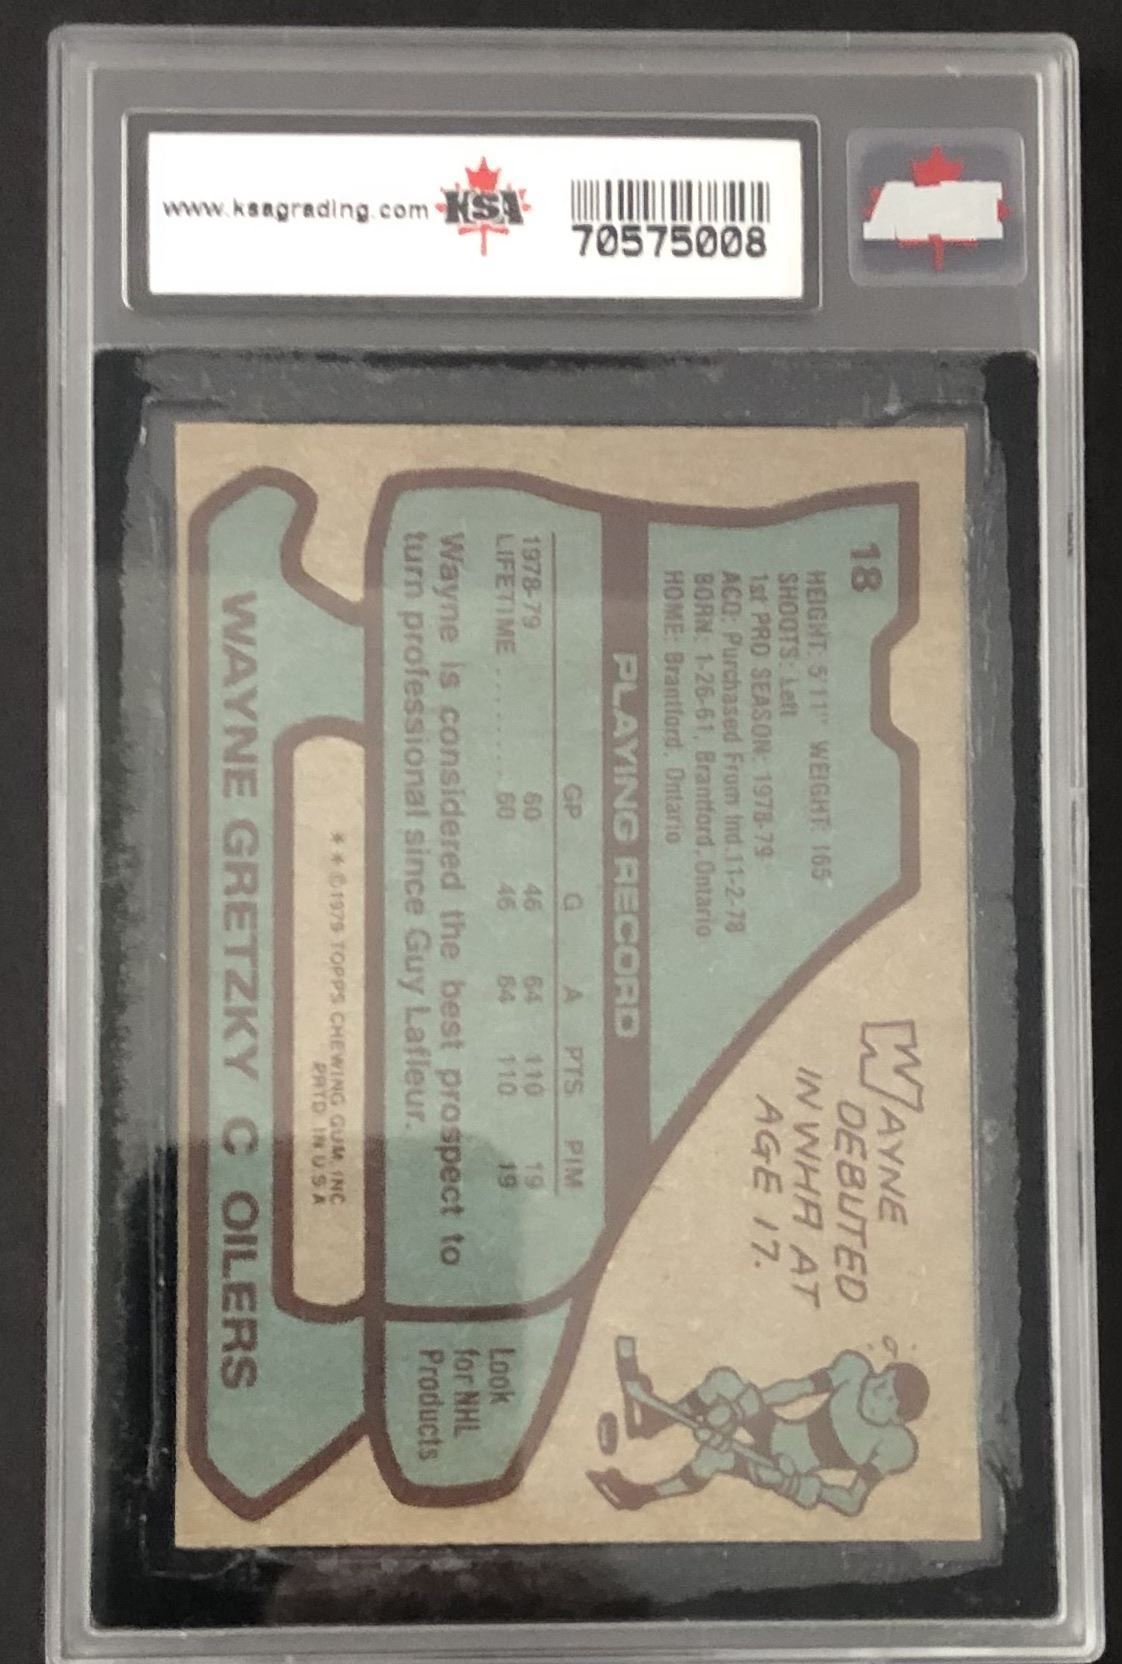 www.ksagrading.com KSA 70575008
18
HEIGHT: 5'11" WEIGHT: 165
SHOOTS: Left
1st PRO SEASON: 1978-79
ACQ: Purchased From Ind.11-2-78
BORN: 1-26-61, Brantford, Ontario
HOME: Brantford, Ontario
WAYNE
DEBUTED
IN WHA AT
AGE 17.
PLAYING RECORD
GP G A PTS PIM
1978-79 60 46 64 110 19
LIFETIME ........ 60 46 64 110 19
Wayne is considered the best prospect to
turn professional since Guy Lafleur.
Look
for NHL
Products
**©1979 TOPPS CHEWING GUM, INC.
PRTD IN U S A
WAYNE GRETZKY C OILERS